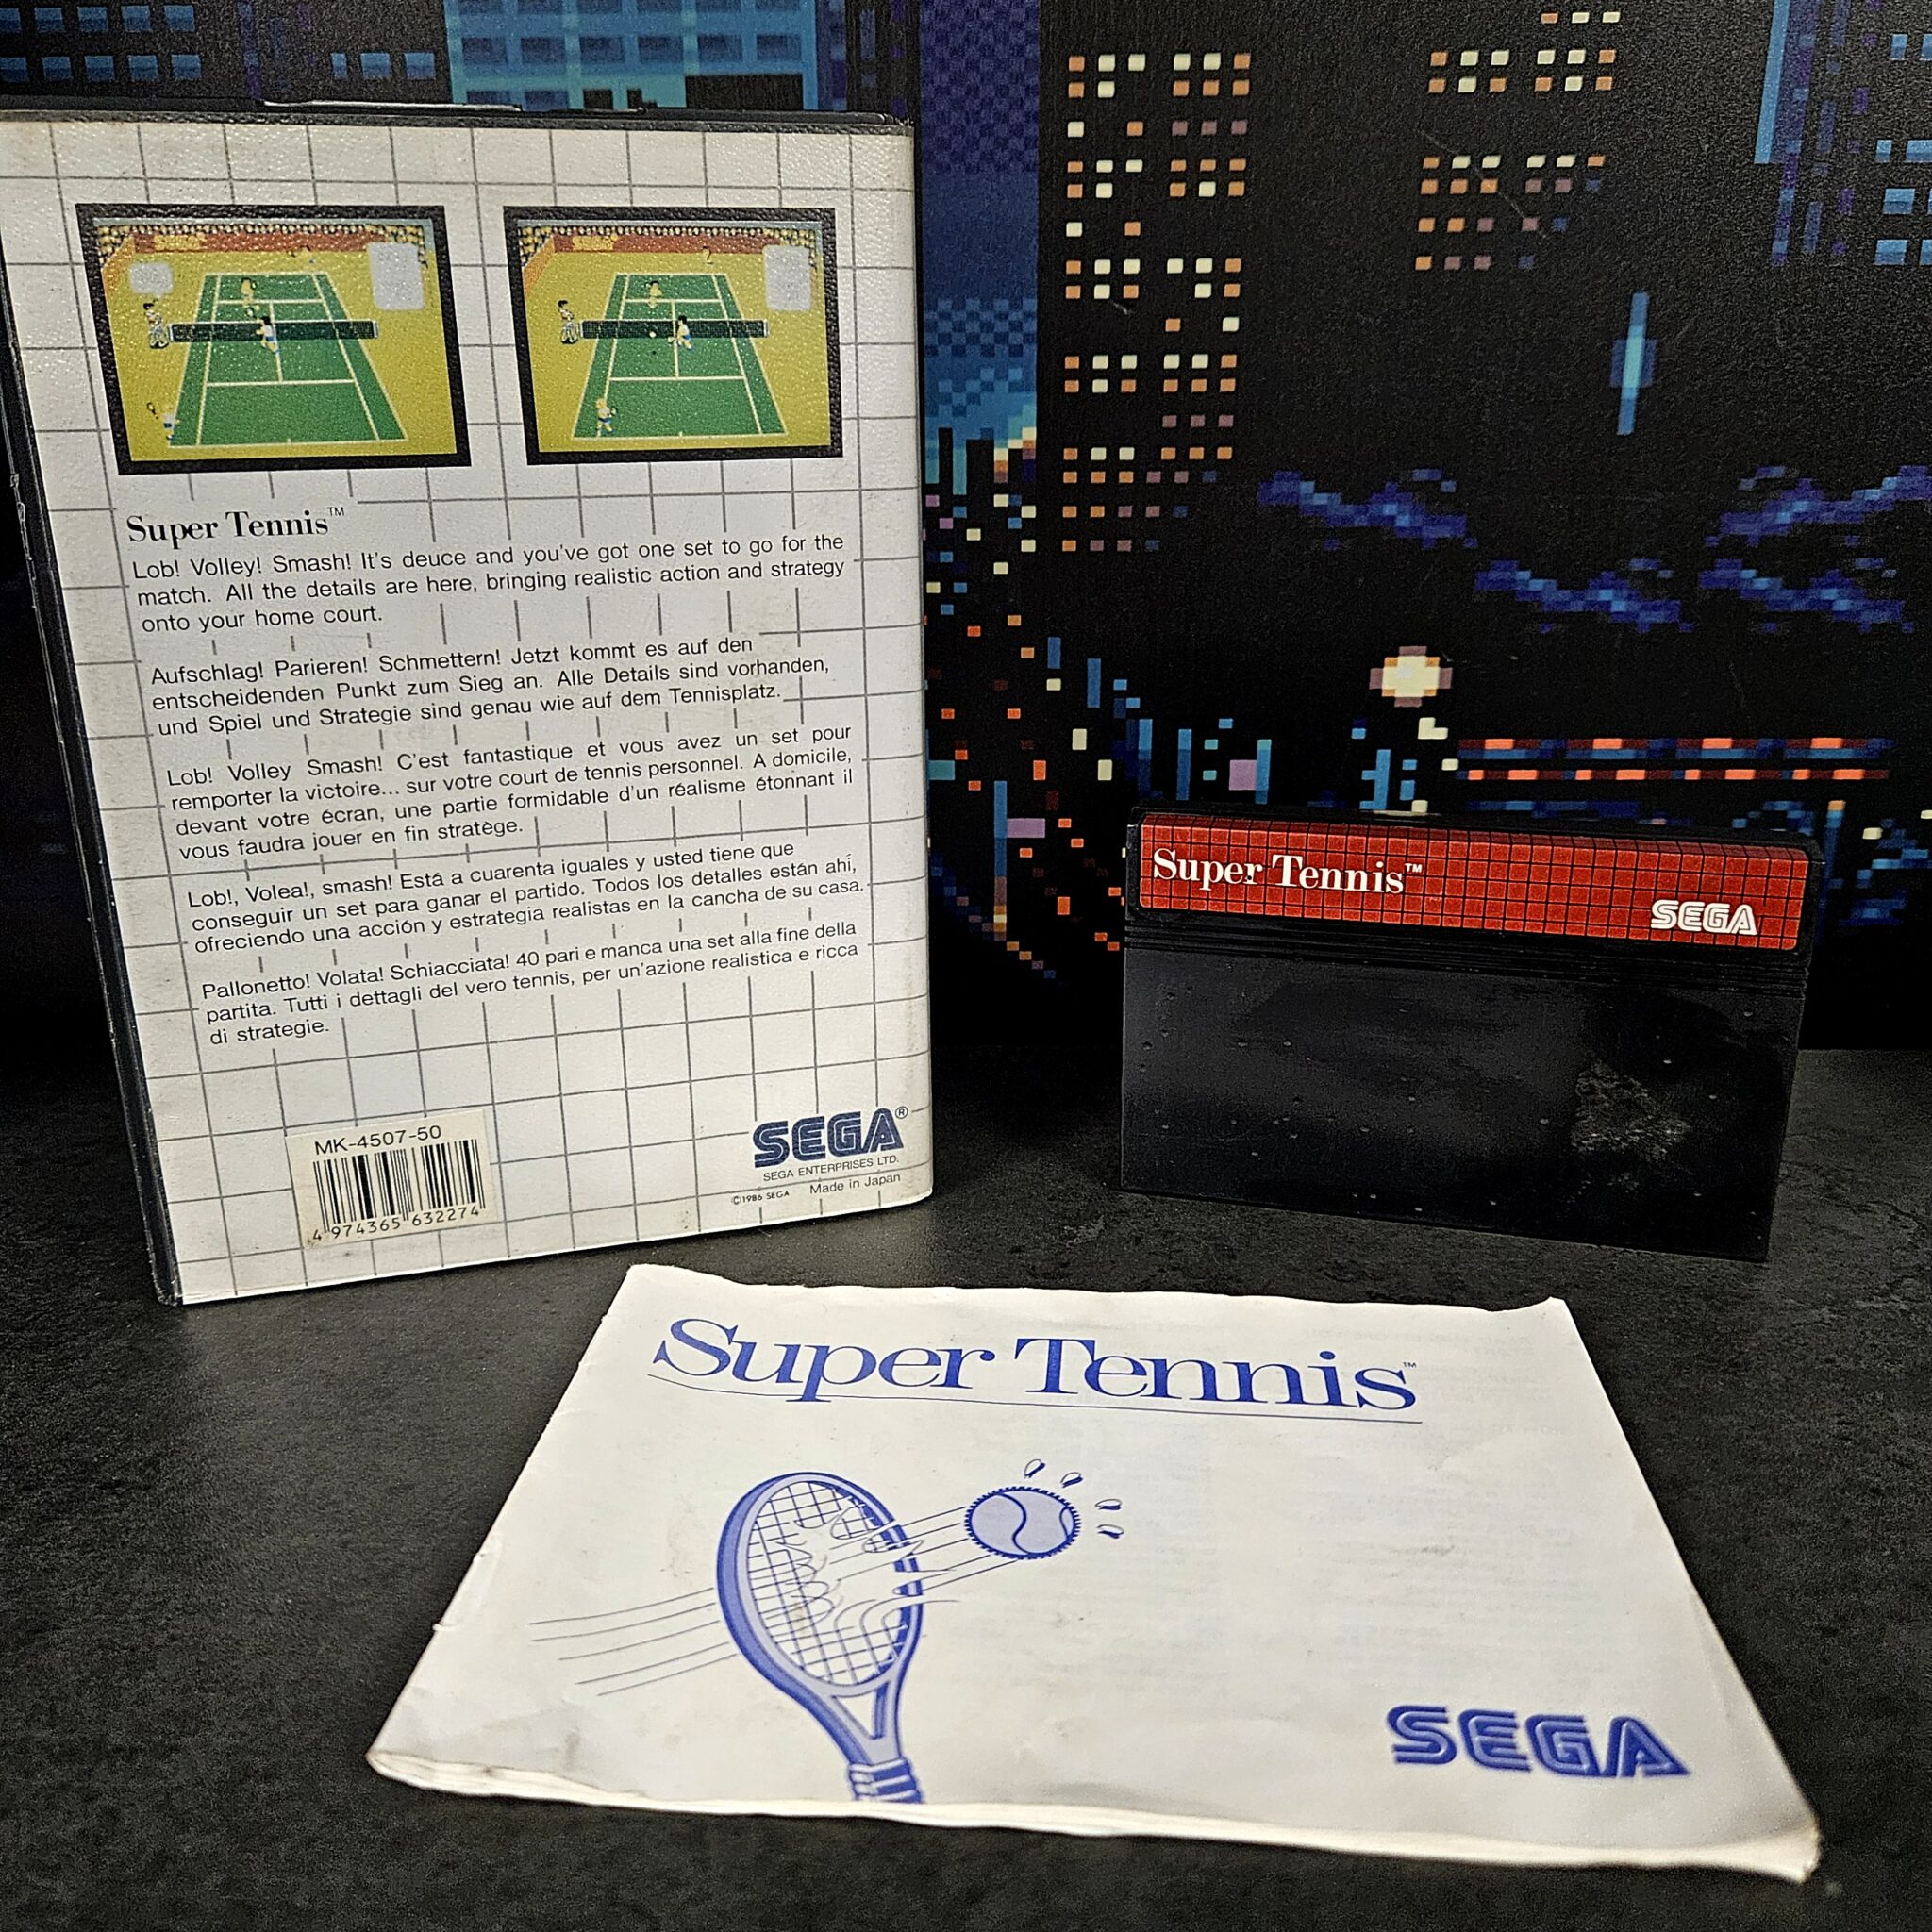 SEGA
SEGA
Super Tennis™
Lob! Volley! Smash! It's deuce and you've got one set to go for the
match. All the details are here, bringing realistic action and strategy
onto your home court.
Aufschlag! Parieren! Schmettern! Jetzt kommt es auf den
entscheidenden Punkt zum Sieg an. Alle Details sind vorhanden,
und Spiel und Strategie sind genau wie auf dem Tennisplatz.
Lob! Volley Smash! C'est fantastique et vous avez un set pour
remporter la victoire... sur votre court de tennis personnel. A domicile,
devant votre écran, une partie formidable d'un réalisme étonnant il
vous faudra jouer en fin stratège.
Lob!, Volea!, smash! Está a cuarenta iguales y usted tiene que
conseguir un set para ganar el partido. Todos los detalles están ahí,
ofreciendo una acción y estrategia realistas en la cancha de su casa.
Pallonetto! Volata! Schiacciata! 40 pari e manca una set alla fine della
partita. Tutti i dettagli del vero tennis, per un'azione realistica e ricca
di strategie.
MK-4507-50
4 974365 632274
SEGA®
SEGA ENTERPRISES LTD.
©1986 SEGA Made in Japan
Super Tennis™
SEGA
Super Tennis™
SEGA